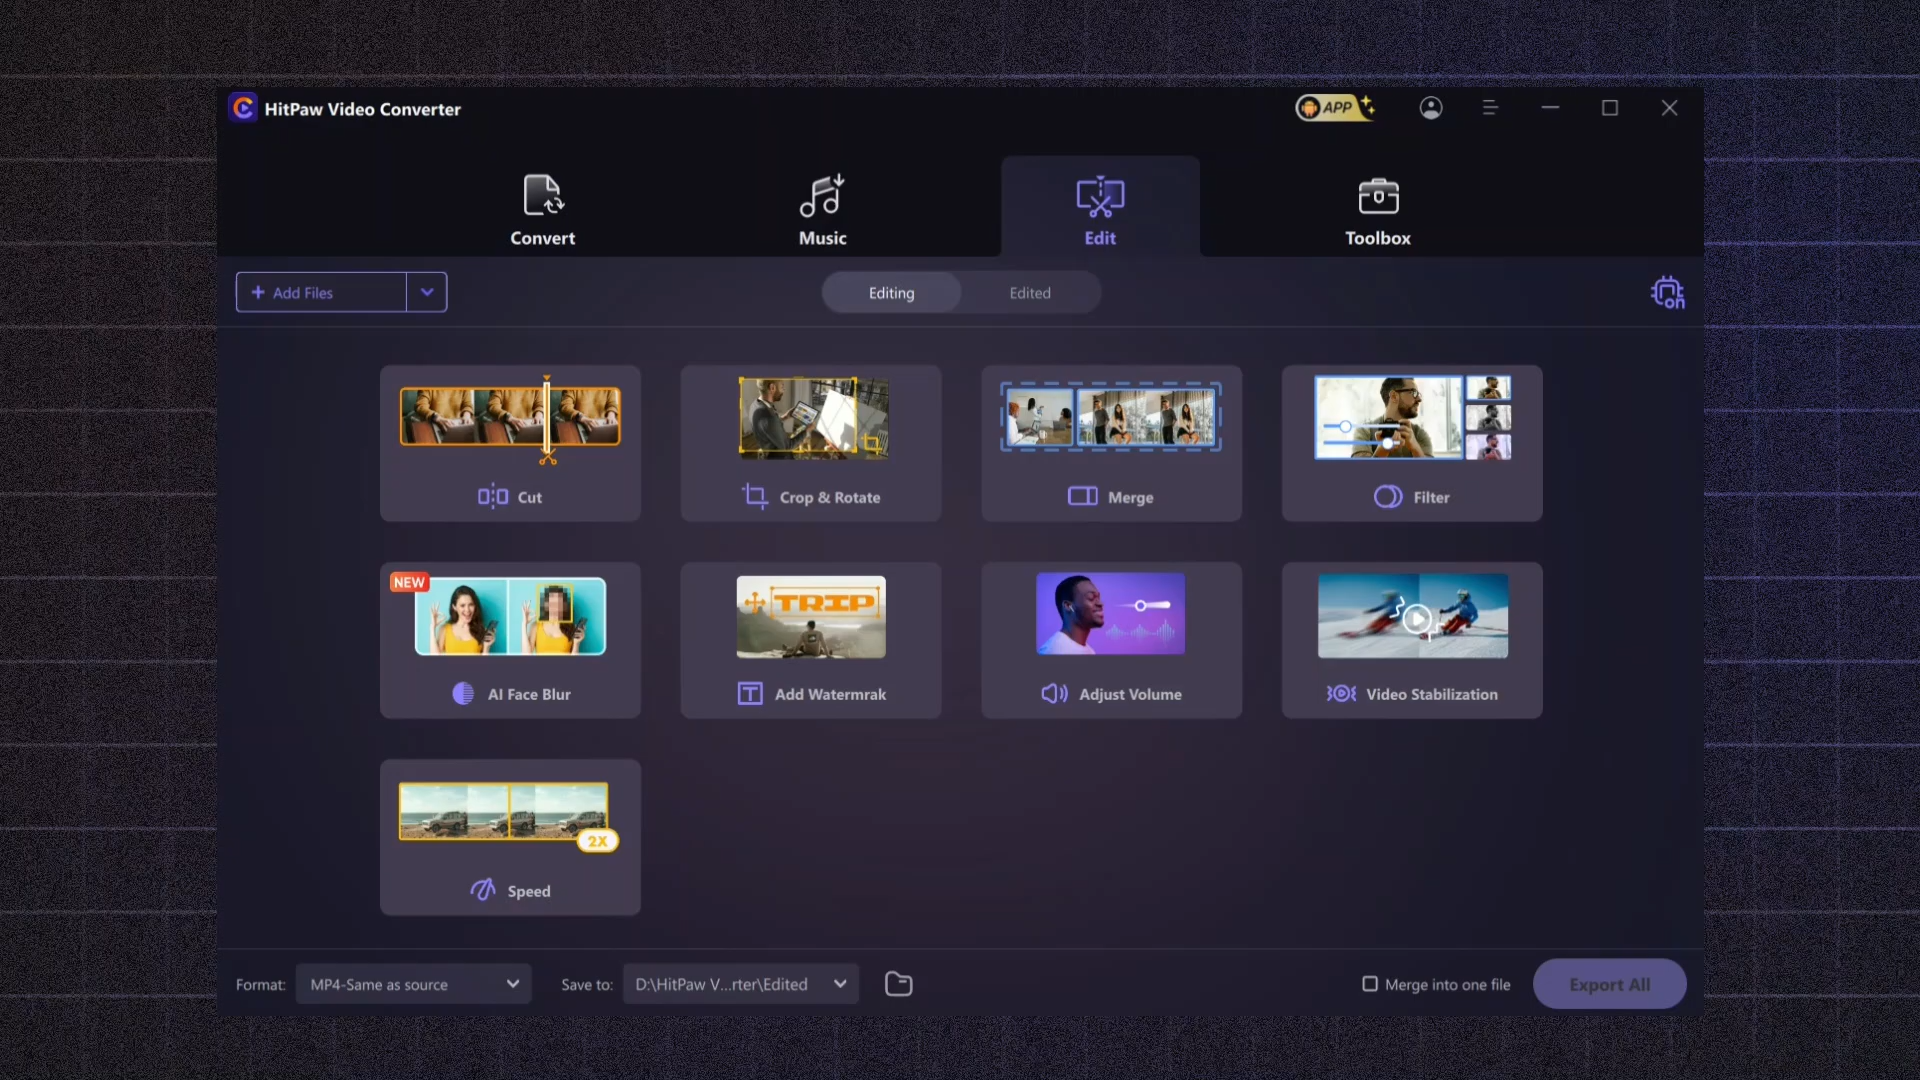 HitPaw Video Converter
APP
Convert
Music
Edit
Toolbox
+ Add Files
Editing
Edited
on
Cut
Crop & Rotate
Merge
Filter
NEW
TRIP
AI Face Blur
Add Watermrak
Adjust Volume
Video Stabilization
2X
Speed
Format:
MP4-Same as source
Save to:
D:\HitPaw V...rter\Edited
Merge into one file
Export All